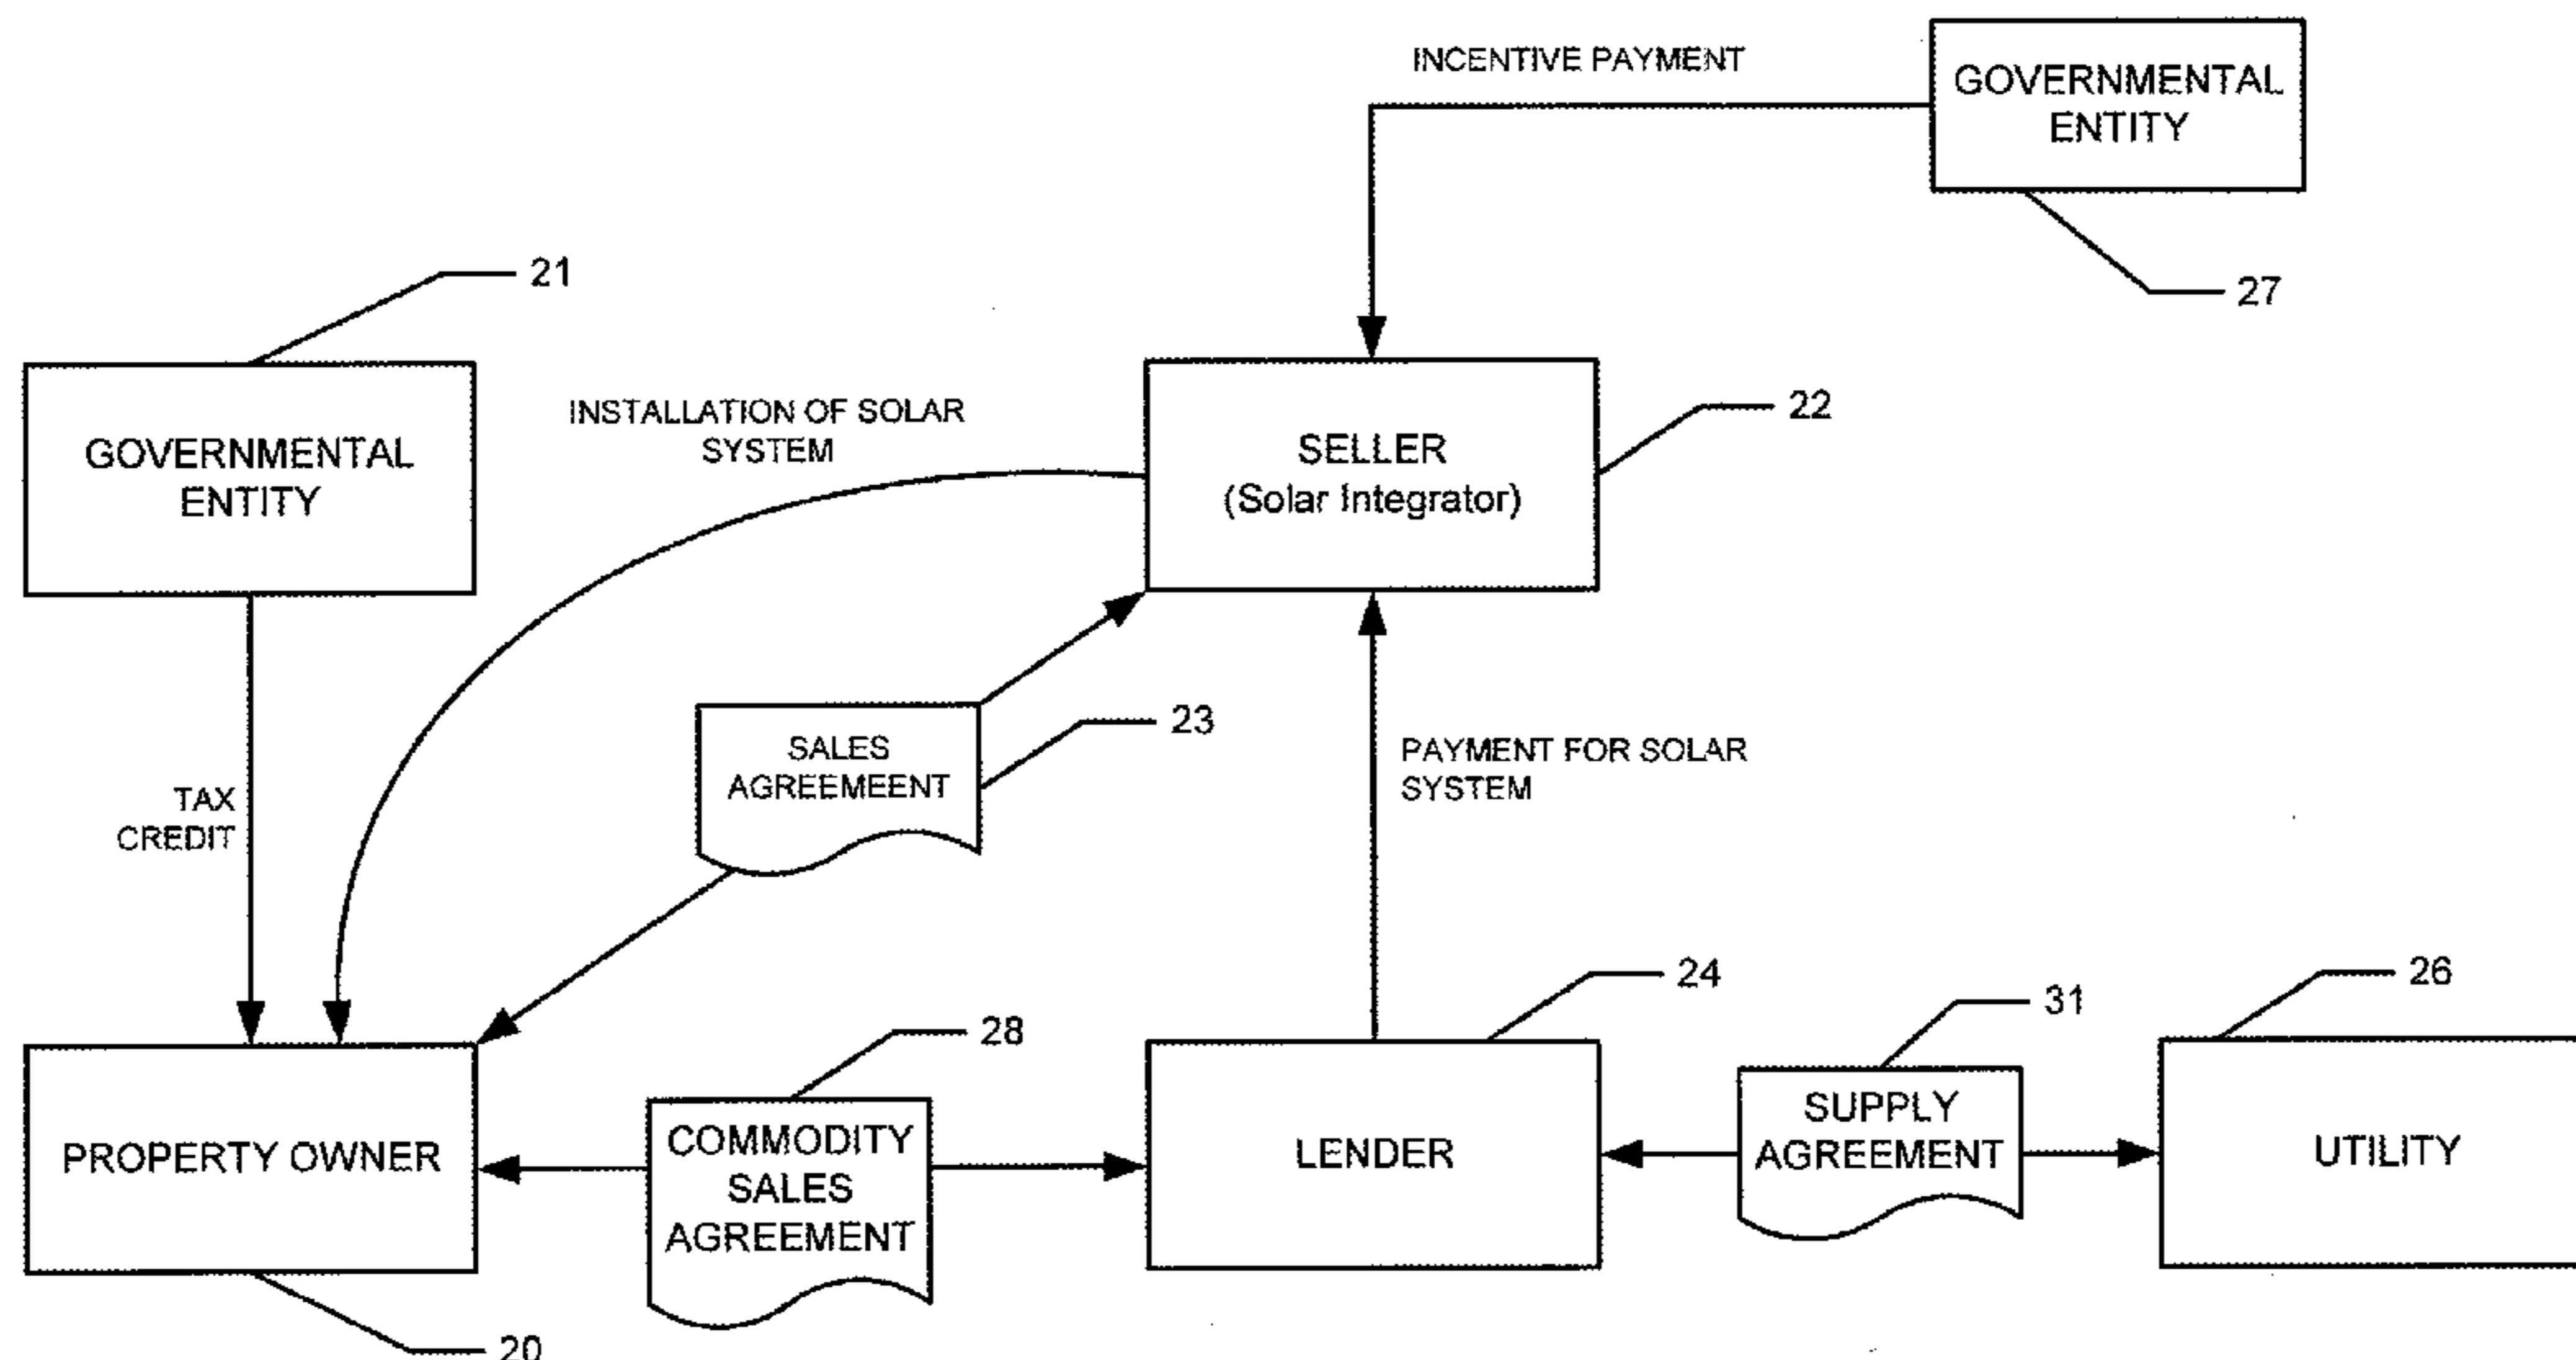 INCENTIVE PAYMENT
GOVERNMENTAL
ENTITY
27
21
GOVERNMENTAL
ENTITY
INSTALLATION OF SOLAR
SYSTEM
SELLER
(Solar Integrator)
22
TAX
CREDIT
SALES
AGREEMEENT
23
PAYMENT FOR SOLAR
SYSTEM
PROPERTY OWNER
20
28
COMMODITY
SALES
AGREEMENT
24
LENDER
31
SUPPLY
AGREEMENT
26
UTILITY